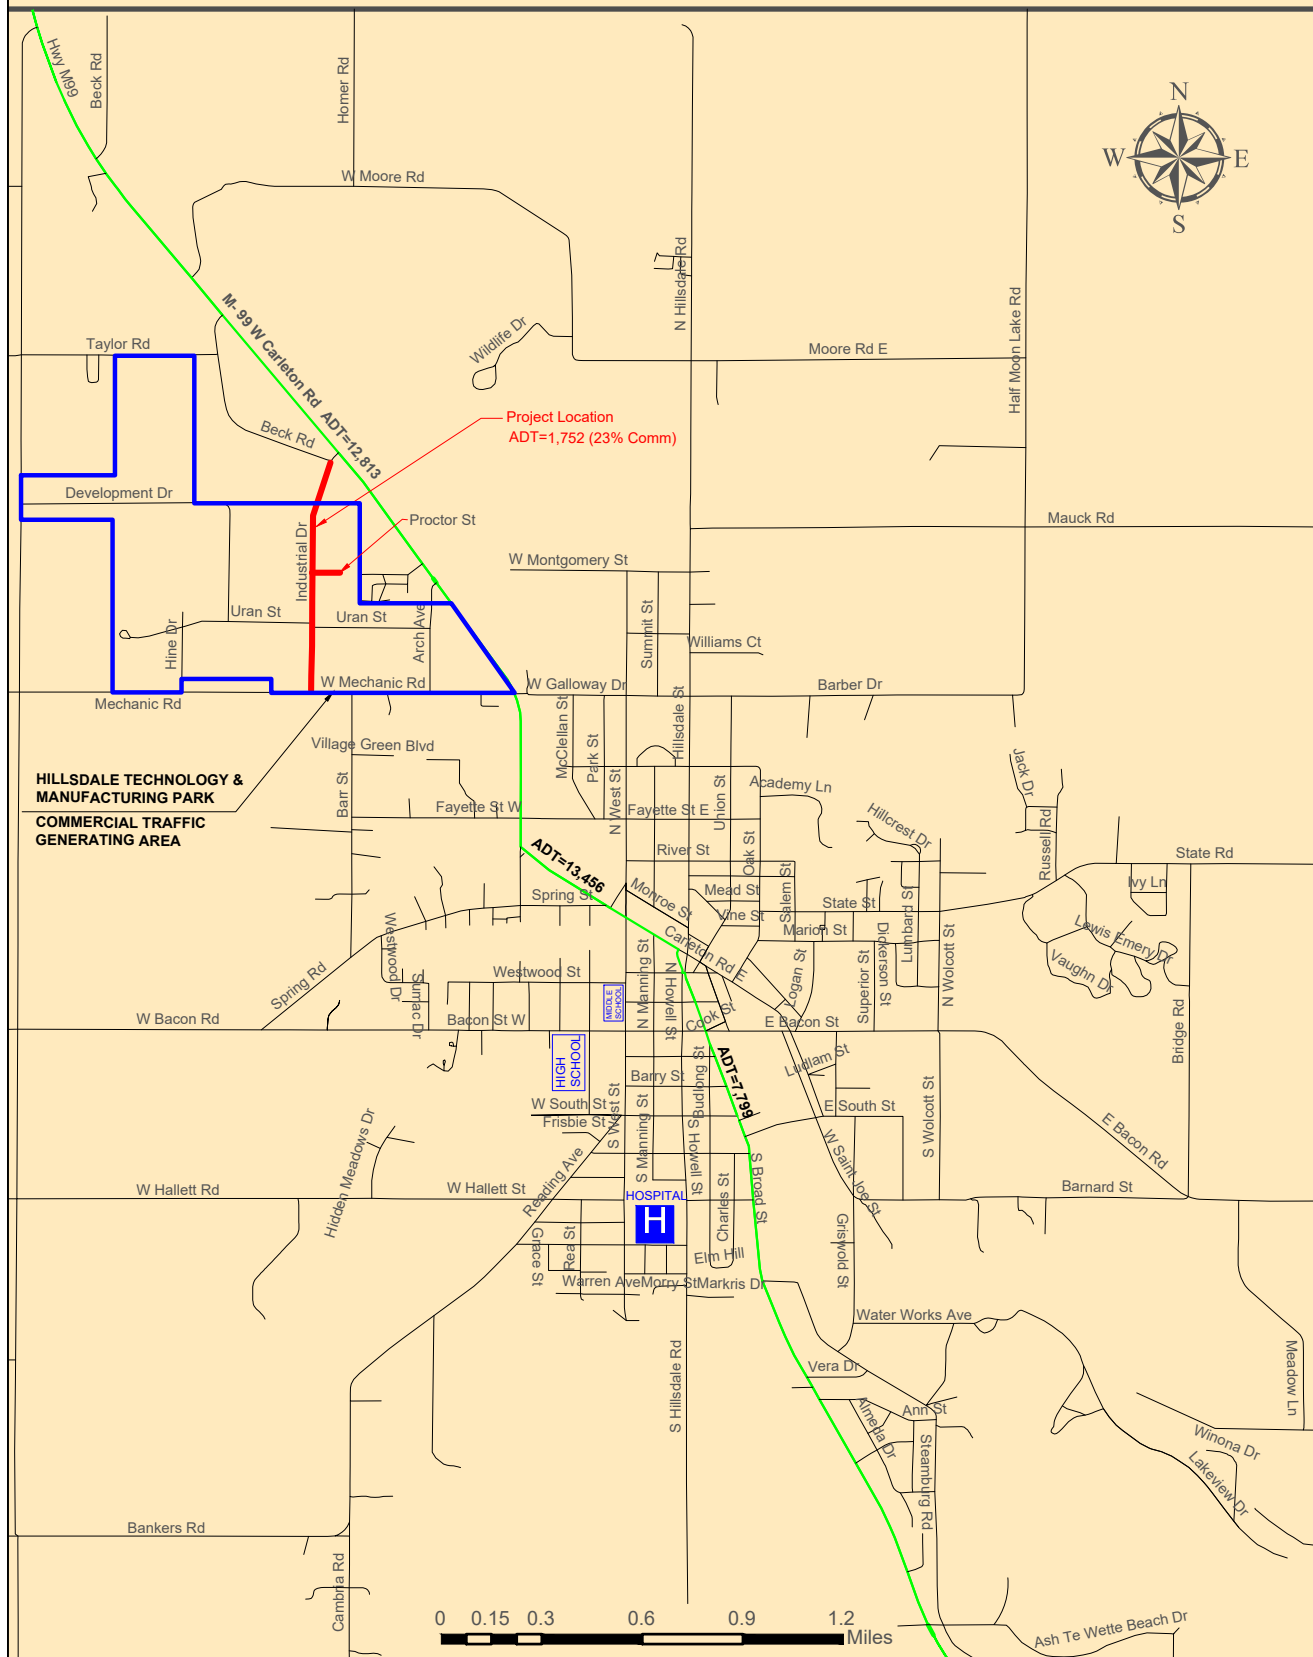 Hwy M99
Beck Rd
Homer Rd
N
W
E
S
W Moore Rd
N Hillsdale Rd
Half Moon Lake Rd
M- 99 W Carleton Rd ADT=12,813
Taylor Rd
Wildlife Dr
Moore Rd E
Beck Rd
Project Location
ADT=1,752 (23% Comm)
Development Dr
Proctor St
Mauck Rd
Industrial Dr
W Montgomery St
Uran St
Uran St
Hine Dr
Arch Ave
Summit St
Williams Ct
W Mechanic Rd
Mechanic Rd
W Galloway Dr
Barber Dr
McClellan St
Park St
N West St
Hillsdale St
Village Green Blvd
HILLSDALE TECHNOLOGY &
MANUFACTURING PARK
COMMERCIAL TRAFFIC
GENERATING AREA
Barr St
Fayette St W
Fayette St E
Union St
Academy Ln
Oak St
Hillcrest Dr
Jack Dr
Russell Rd
ADT=13,456
River St
State Rd
Spring St
Monroe St
Mead St
Vine St
Salem St
State St
Marion St
Lumbard St
Ivy Ln
Lewis Emery Dr
Vaughn Dr
Westwood Dr
Sumac Dr
Spring Rd
Westwood St
MIDDLE
SCHOOL
N Manning St
N Howell St
Carleton Rd E
Logan St
Superior St
Dickerson St
N Wolcott St
Bridge Rd
W Bacon Rd
Bacon St W
Cook St
E Bacon St
HIGH
SCHOOL
ADT=7,799
Ludlam St
Barry St
Budlong St
W South St
Frisbie St
S West St
S Manning St
S Howell St
E South St
S Wolcott St
E Bacon Rd
Hidden Meadows Dr
Reading Ave
W Saint Joe St
W Hallett Rd
W Hallett St
HOSPITAL
H
Charles St
S Broad St
Barnard St
Grace St
Rea St
Elm Hill
Griswold St
Warren Ave
Morry St
Markris Dr
Water Works Ave
S Hillsdale Rd
Vera Dr
Meadow Ln
Almeda Dr
Ann St
Steamburg Rd
Winona Dr
Lakeview Dr
Bankers Rd
Cambria Rd
0 0.15 0.3 0.6 0.9 1.2
Miles
Ash Te Wette Beach Dr